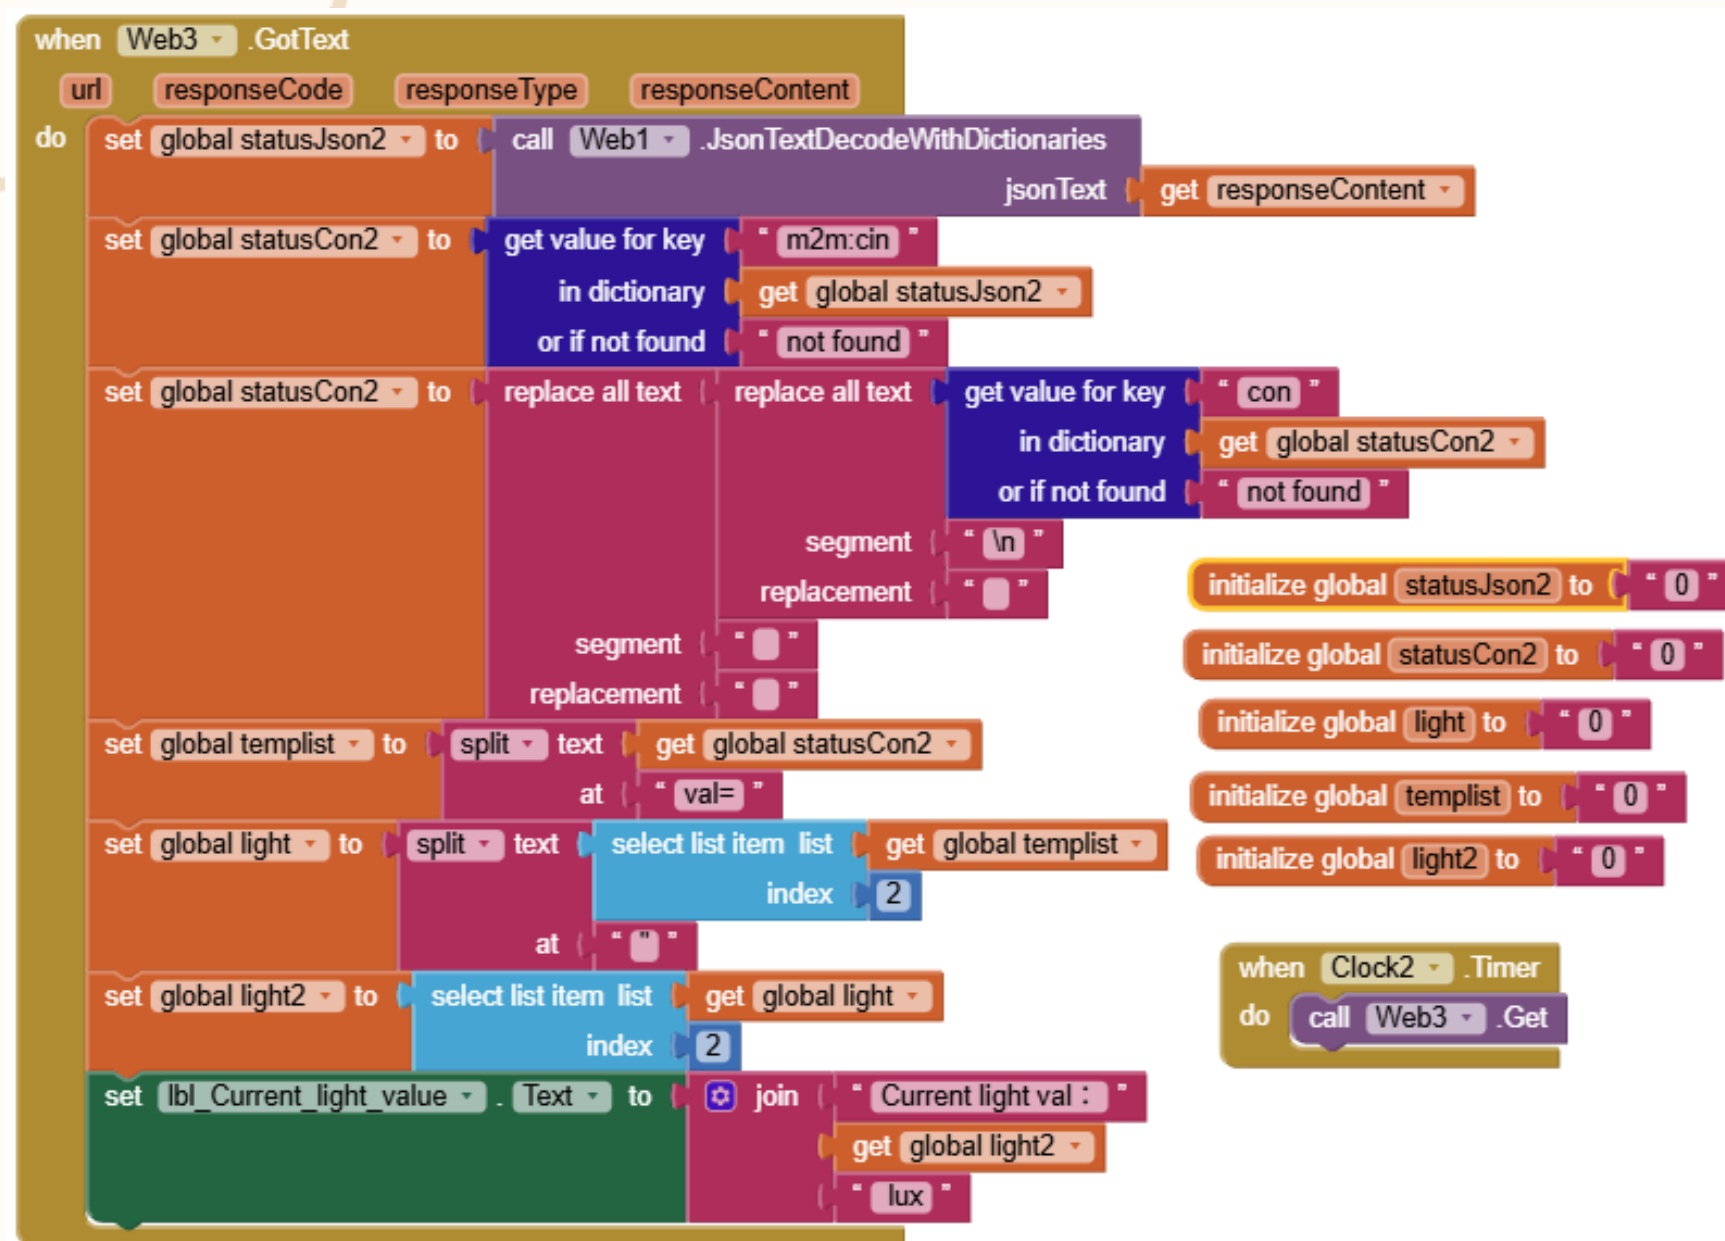 when Web3 .GotText
url responseCode responseType responseContent
do set global statusJson2 to call Web1 .JsonTextDecodeWithDictionaries
jsonText get responseContent
set global statusCon2 to get value for key " m2m:cin "
in dictionary get global statusJson2
or if not found " not found "
set global statusCon2 to replace all text replace all text get value for key " con "
in dictionary get global statusCon2
or if not found " not found "
segment " \n "
replacement " "
segment " "
replacement " "
set global templist to split text get global statusCon2
at " val= "
set global light to split text select list item list get global templist
index 2
at " " "
set global light2 to select list item list get global light
index 2
set lbl_Current_light_value . Text to join " Current light val : "
get global light2
" lux "
initialize global statusJson2 to " 0 "
initialize global statusCon2 to " 0 "
initialize global light to " 0 "
initialize global templist to " 0 "
initialize global light2 to " 0 "
when Clock2 .Timer
do call Web3 .Get